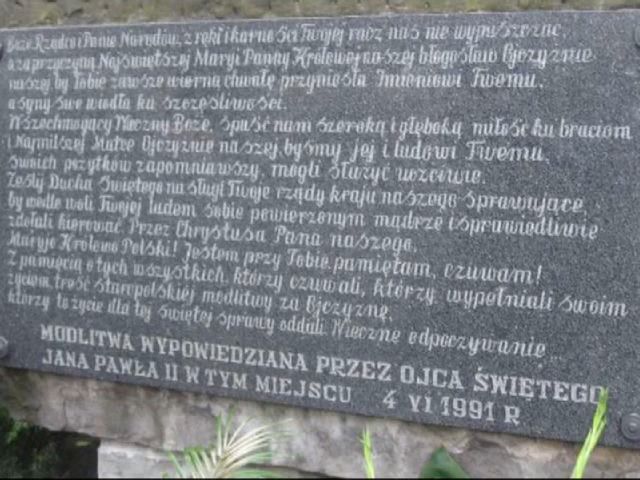 Boże Rządco i Panie Narodów, z ręki i karności Twojej racz nas nie wypuszczać,
a za przyczyną Najświętszej Maryi Panny Królowej naszej błogosław Ojczyźnie
naszej by Tobie zawsze wierna chwałę przyniosła Imieniowi Twemu,
a syny swe wiodła ku szczęśliwości.
Wszechmogący Wieczny Boże, spuść nam szeroką i głęboką miłość ku braciom
i Najmilszej Matce Ojczyźnie naszej, byśmy jej i ludowi Twemu,
swoich pożytków zapomniawszy, mogli służyć uczciwie.
Ześlij Ducha Świętego na sługi Twoje rządy kraju naszego sprawujące,
by wedle woli Twojej ludem sobie powierzonym mądrze i sprawiedliwie
zdołali kierować. Przez Chrystusa Pana naszego.
Maryjo Królowo Polski! Jestem przy Tobie, pamiętam, czuwam!
Z pamięcią o tych wszystkich, którzy czuwali, którzy wypełniali swoim
życiem treść staropolskiej modlitwy za Ojczyznę,
którzy to życie dla tej świętej sprawy oddali. Wieczne odpoczywanie...
MODLITWA WYPOWIEDZIANA PRZEZ OJCA ŚWIĘTEGO
JANA PAWŁA II W TYM MIEJSCU 4 VI 1991 R